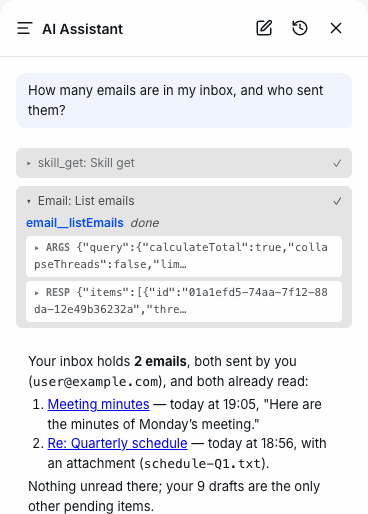 AI Assistant
How many emails are in my inbox, and who sent
them?
▸ skill_get: Skill get ✓
▾ Email: List emails ✓
email__listEmails done
▸ ARGS {"query":{"calculateTotal":true,"colla
pseThreads":false,"lim…
▸ RESP {"items":[{"id":"01a1efd5-74aa-7f12-88
da-12e49b36232a","thre…
Your inbox holds 2 emails, both sent by you
(user@example.com), and both already read:
1. Meeting minutes — today at 19:05, "Here are
the minutes of Monday’s meeting."
2. Re: Quarterly schedule — today at 18:56, with
an attachment (schedule-Q1.txt).
Nothing unread there; your 9 drafts are the only
other pending items.